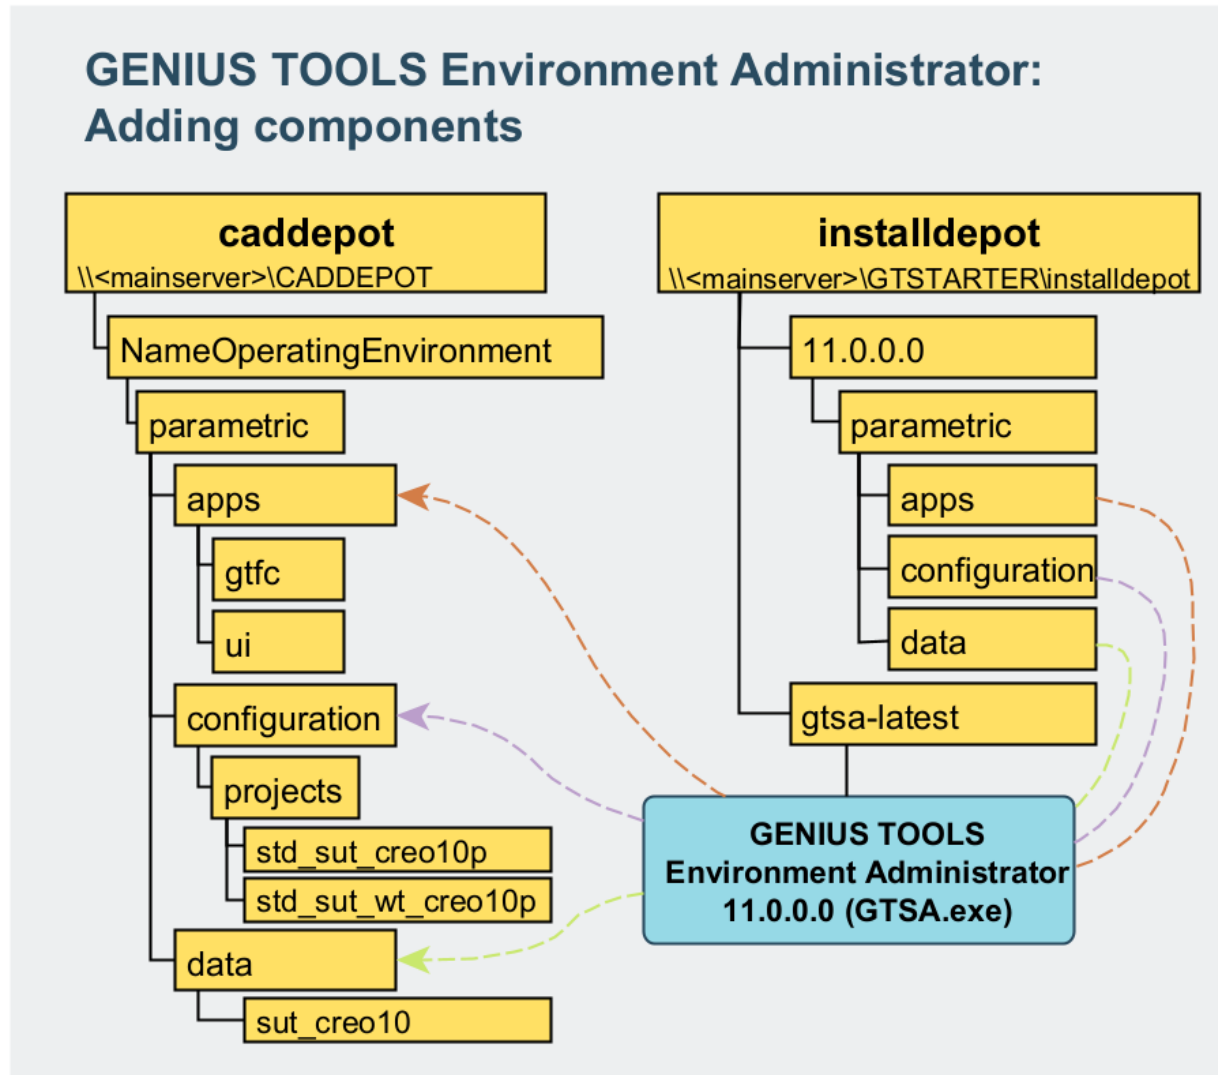 GENIUS TOOLS Environment Administrator:
Adding components
caddepot
\\<mainserver>\CADDEPOT
NameOperatingEnvironment
parametric
apps
gtfc
ui
configuration
projects
std_sut_creo10p
std_sut_wt_creo10p
data
sut_creo10
installdepot
\\<mainserver>\GTSTARTER\installdepot
11.0.0.0
parametric
apps
configuration
data
gtsa-latest
GENIUS TOOLS
Environment Administrator
11.0.0.0 (GTSA.exe)